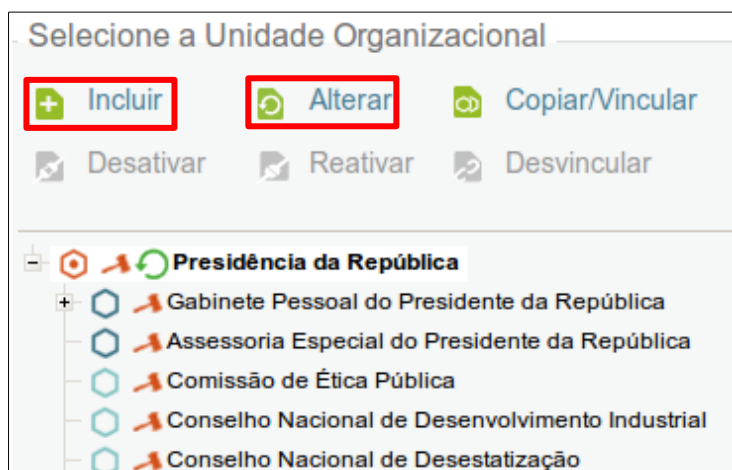 Selecione a Unidade Organizacional
Incluir Alterar Copiar/Vincular
Desativar Reativar Desvincular
Presidência da República
Gabinete Pessoal do Presidente da República
Assessoria Especial do Presidente da República
Comissão de Ética Pública
Conselho Nacional de Desenvolvimento Industrial
Conselho Nacional de Desestatização